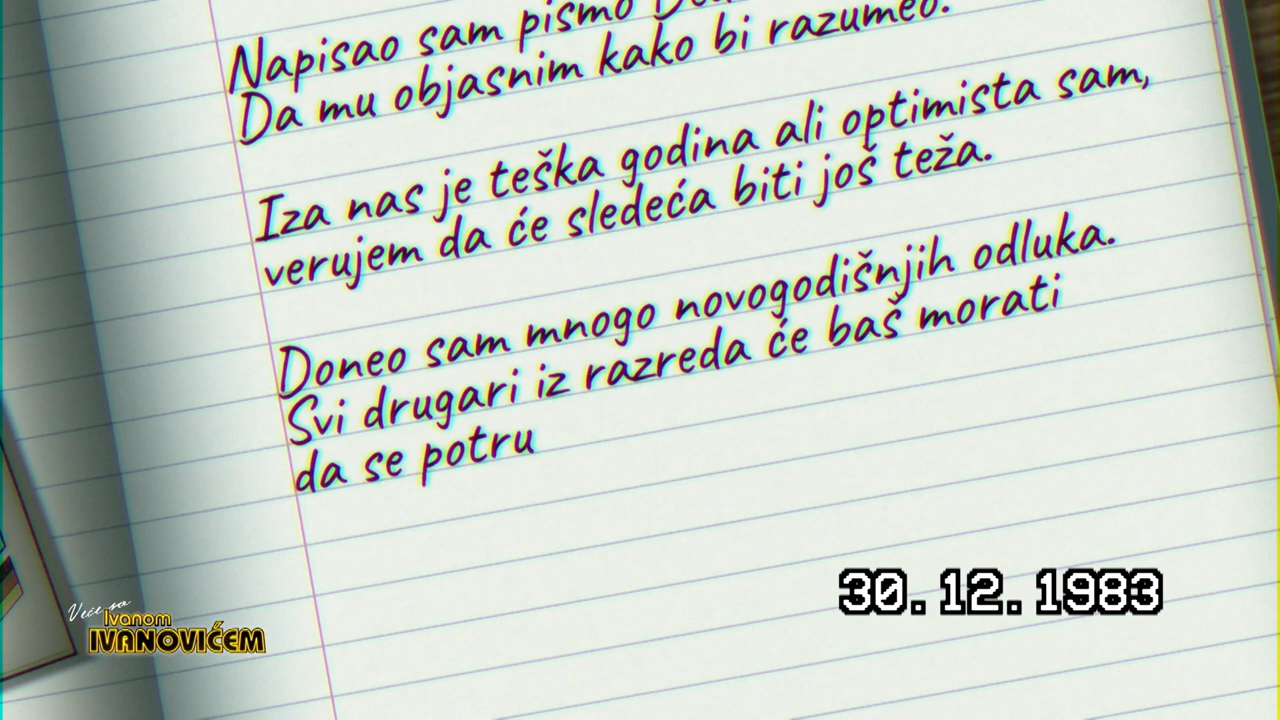 Napisao sam pismo
Da mu objasnim kako bi razumeo.
Iza nas je teška godina ali optimista sam,
verujem da će sledeća biti još teža.
Doneo sam mnogo novogodišnjih odluka.
Svi drugari iz razreda će baš morati
da se potru
30.12.1983
Veče sa
Ivanom
IVANOVIĆEM